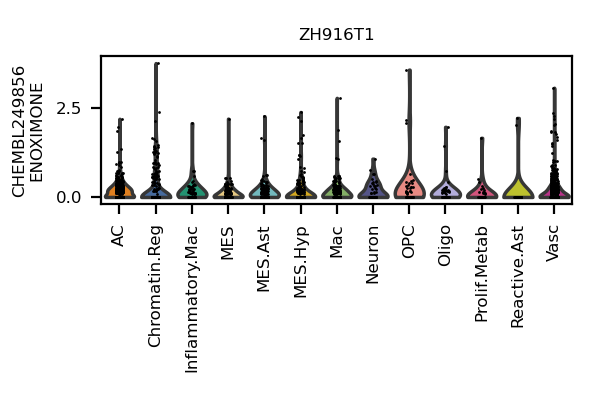 ZH916T1
CHEMBL249856
ENOXIMONE
2.5
0.0
AC
Chromatin.Reg
Inflammatory.Mac
MES
MES.Ast
MES.Hyp
Mac
Neuron
OPC
Oligo
Prolif.Metab
Reactive.Ast
Vasc